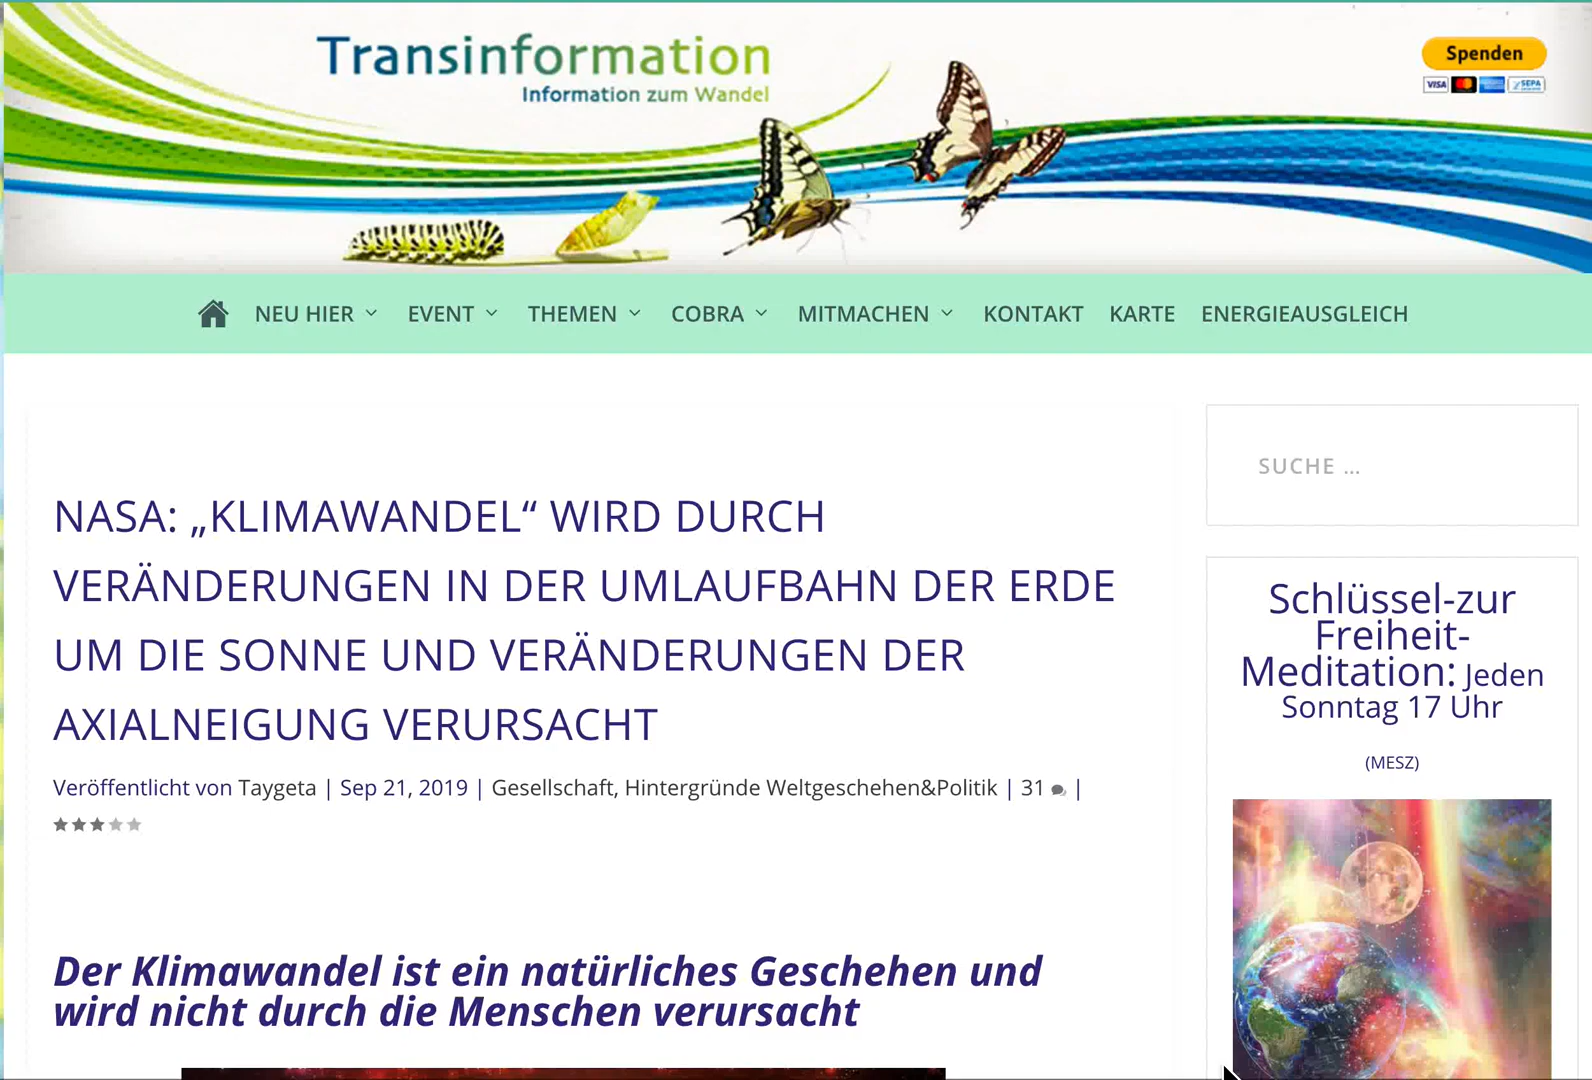 Transinformation
Information zum Wandel
Spenden
VISA
SEPA
NEU HIER
EVENT
THEMEN
COBRA
MITMACHEN
KONTAKT
KARTE
ENERGIEAUSGLEICH
NASA: „KLIMAWANDEL“ WIRD DURCH
VERÄNDERUNGEN IN DER UMLAUFBAHN DER ERDE
UM DIE SONNE UND VERÄNDERUNGEN DER
AXIALNEIGUNG VERURSACHT
Veröffentlicht von Taygeta | Sep 21, 2019 | Gesellschaft, Hintergründe Weltgeschehen&Politik | 31 |
Der Klimawandel ist ein natürliches Geschehen und
wird nicht durch die Menschen verursacht
SUCHE …
Schlüssel-zur
Freiheit-
Meditation: Jeden
Sonntag 17 Uhr
(MESZ)